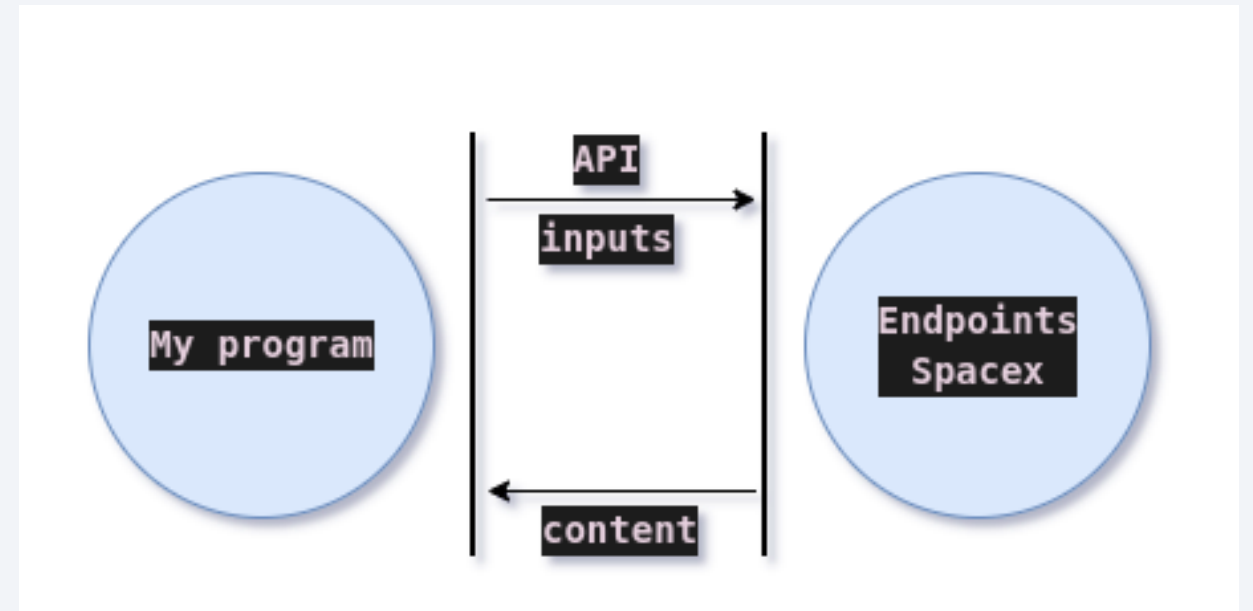 API
inputs
My program
Endpoints
Spacex
content